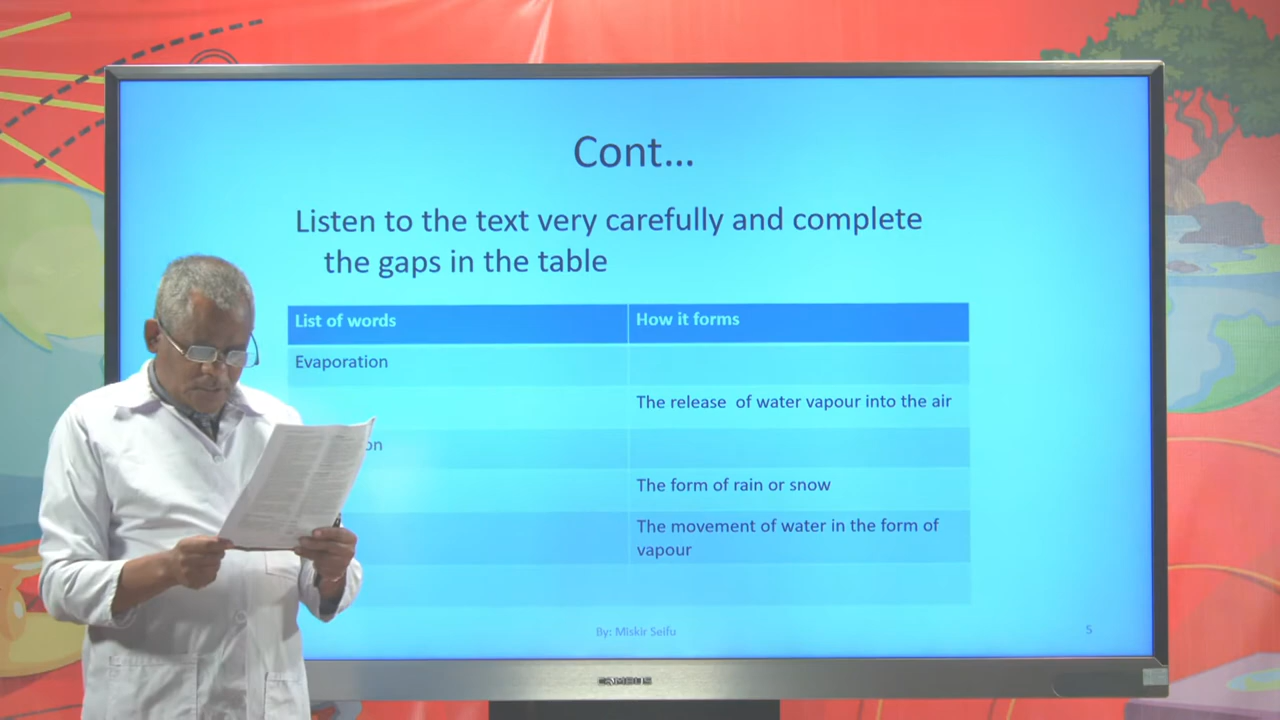 Cont...
Listen to the text very carefully and complete
the gaps in the table
List of words
How it forms
Evaporation
The release of water vapour into the air
on
The form of rain or snow
The movement of water in the form of
vapour
By: Miskir Seifu
5